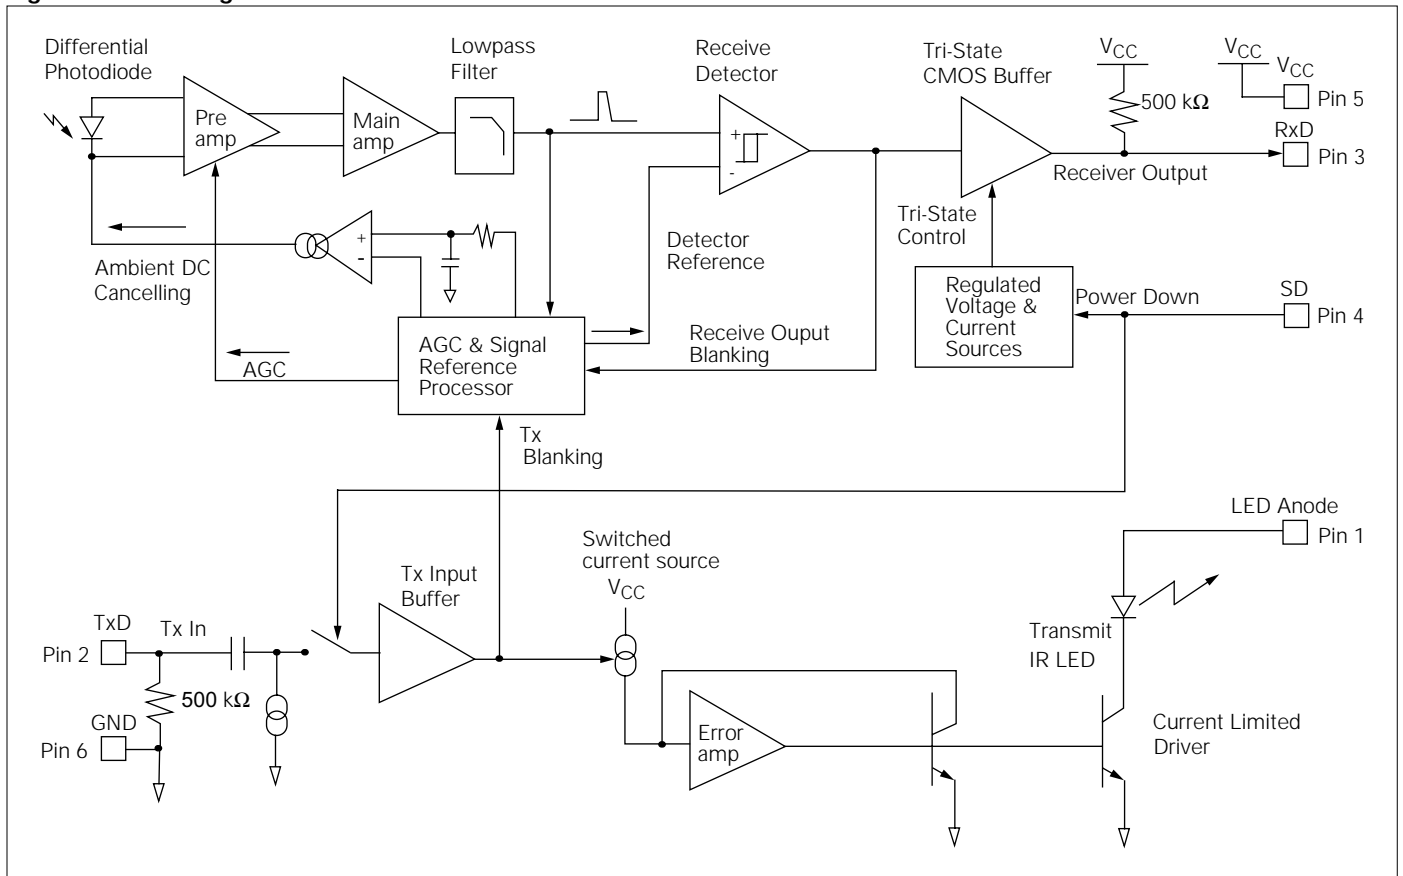 Differential
Photodiode
Lowpass
Filter
Receive
Detector
Tri-State
CMOS Buffer
VCC
VCC
VCC
Pin 5
500 kΩ
RxD
Pin 3
Pre
amp
Main
amp
+
-
Receiver Output
Tri-State
Control
+
-
Detector
Reference
Ambient DC
Cancelling
Regulated
Voltage &
Current
Sources
Power Down
SD
Pin 4
AGC & Signal
Reference
Processor
Receive Ouput
Blanking
AGC
Tx
Blanking
LED Anode
Pin 1
Switched
current source
VCC
Tx Input
Buffer
TxD
Tx In
Pin 2
Transmit
IR LED
500 kΩ
GND
Pin 6
Error
amp
Current Limited
Driver